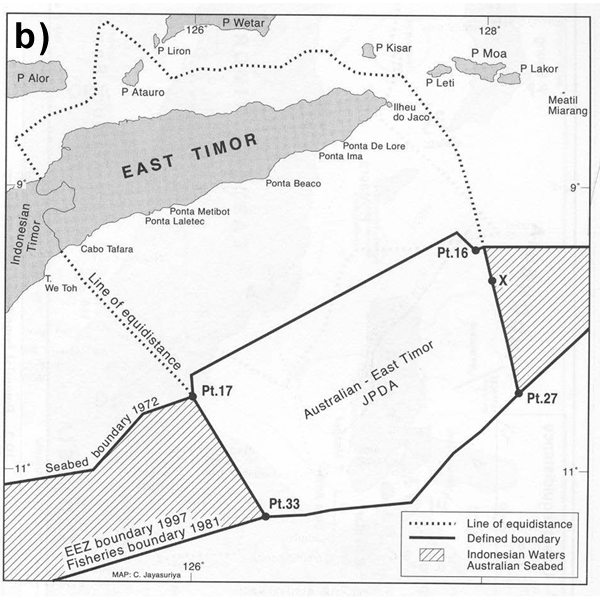 b)
126°
128°
P Wetar
P Liron
P Kisar
P Moa
P Lakor
P Leti
P Alor
P Atauro
Meatil
Miarang
Ilheu
do Jaco
EAST TIMOR
Ponta De Lore
Ponta Ima
Ponta Beaco
9°
9°
Ponta Metibot
Ponta Laletec
Indonesian
Timor
Cabo Tafara
T.
We Toh
Line of equidistance
Pt.16
X
Australian - East Timor
JPDA
Pt.17
Pt.27
Seabed boundary 1972
11°
11°
Pt.33
EEZ boundary 1997
Fisheries boundary 1981
Line of equidistance
Defined boundary
Indonesian Waters
Australian Seabed
MAP: C. Jayasuriya
126°